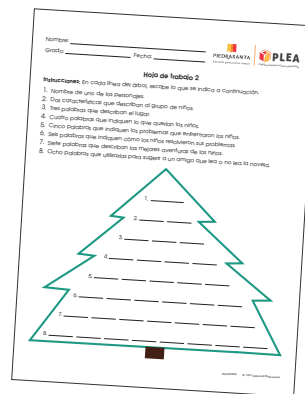 Nombre:
PIEDRASANTA
PLEA
Grado: Fecha:
Hoja de trabajo 2
Instrucciones: En cada línea del árbol, escribe lo que se indica a continuación.
1. Nombre de uno de los personajes.
2. Dos características que describan al grupo de niños.
3. Tres palabras que describan el lugar.
4. Cuatro palabras que indiquen lo que querían los niños.
5. Cinco palabras que indiquen los problemas que enfrentaron los niños.
6. Seis palabras que indiquen cómo los niños resolvieron sus problemas.
7. Siete palabras que describan las mejores aventuras de los niños.
8. Ocho palabras que utilizarías para sugerir a un amigo que lea o no lea la novela.
1.
2.
3.
4.
5.
6.
7.
8.